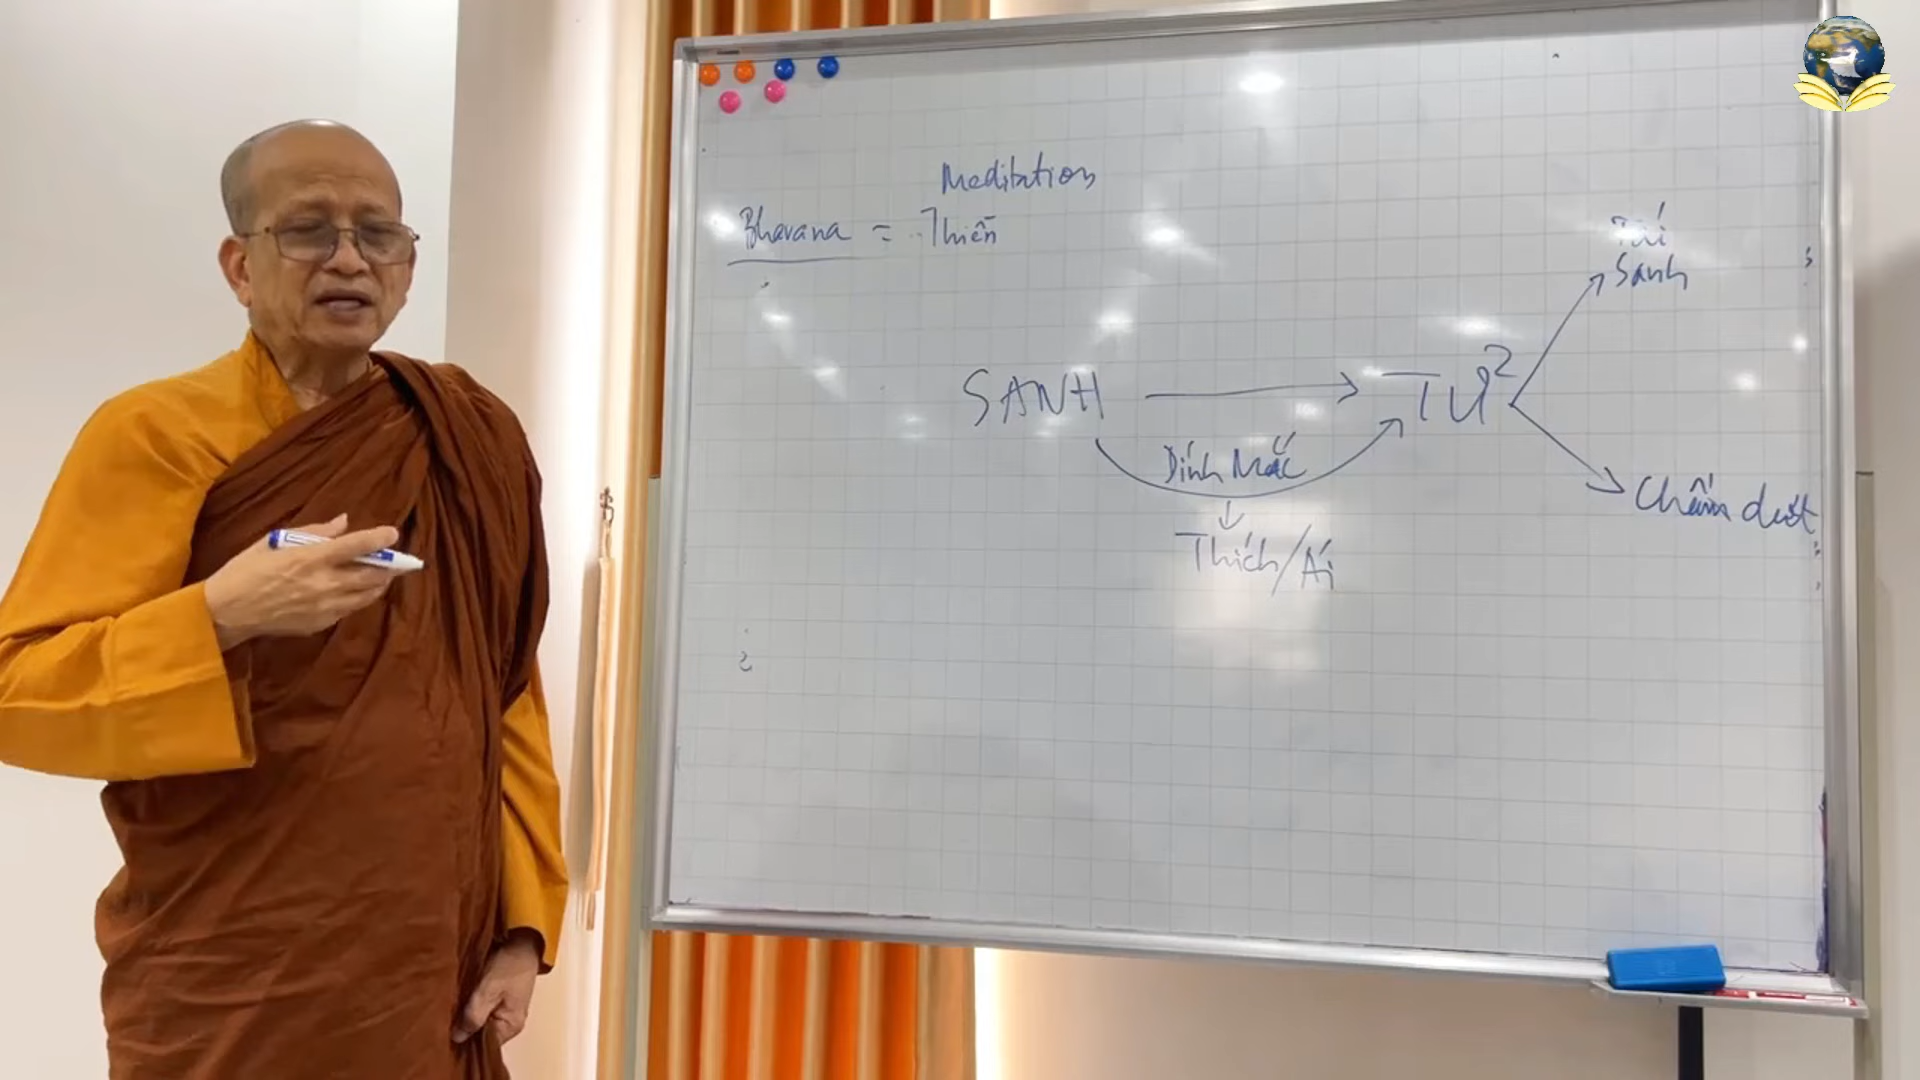 Meditation
Bhavana = Thiền
Tái
Sanh
SANH → TỬ
Dính Mắc
Chấm dứt
↓
Thích/Ái